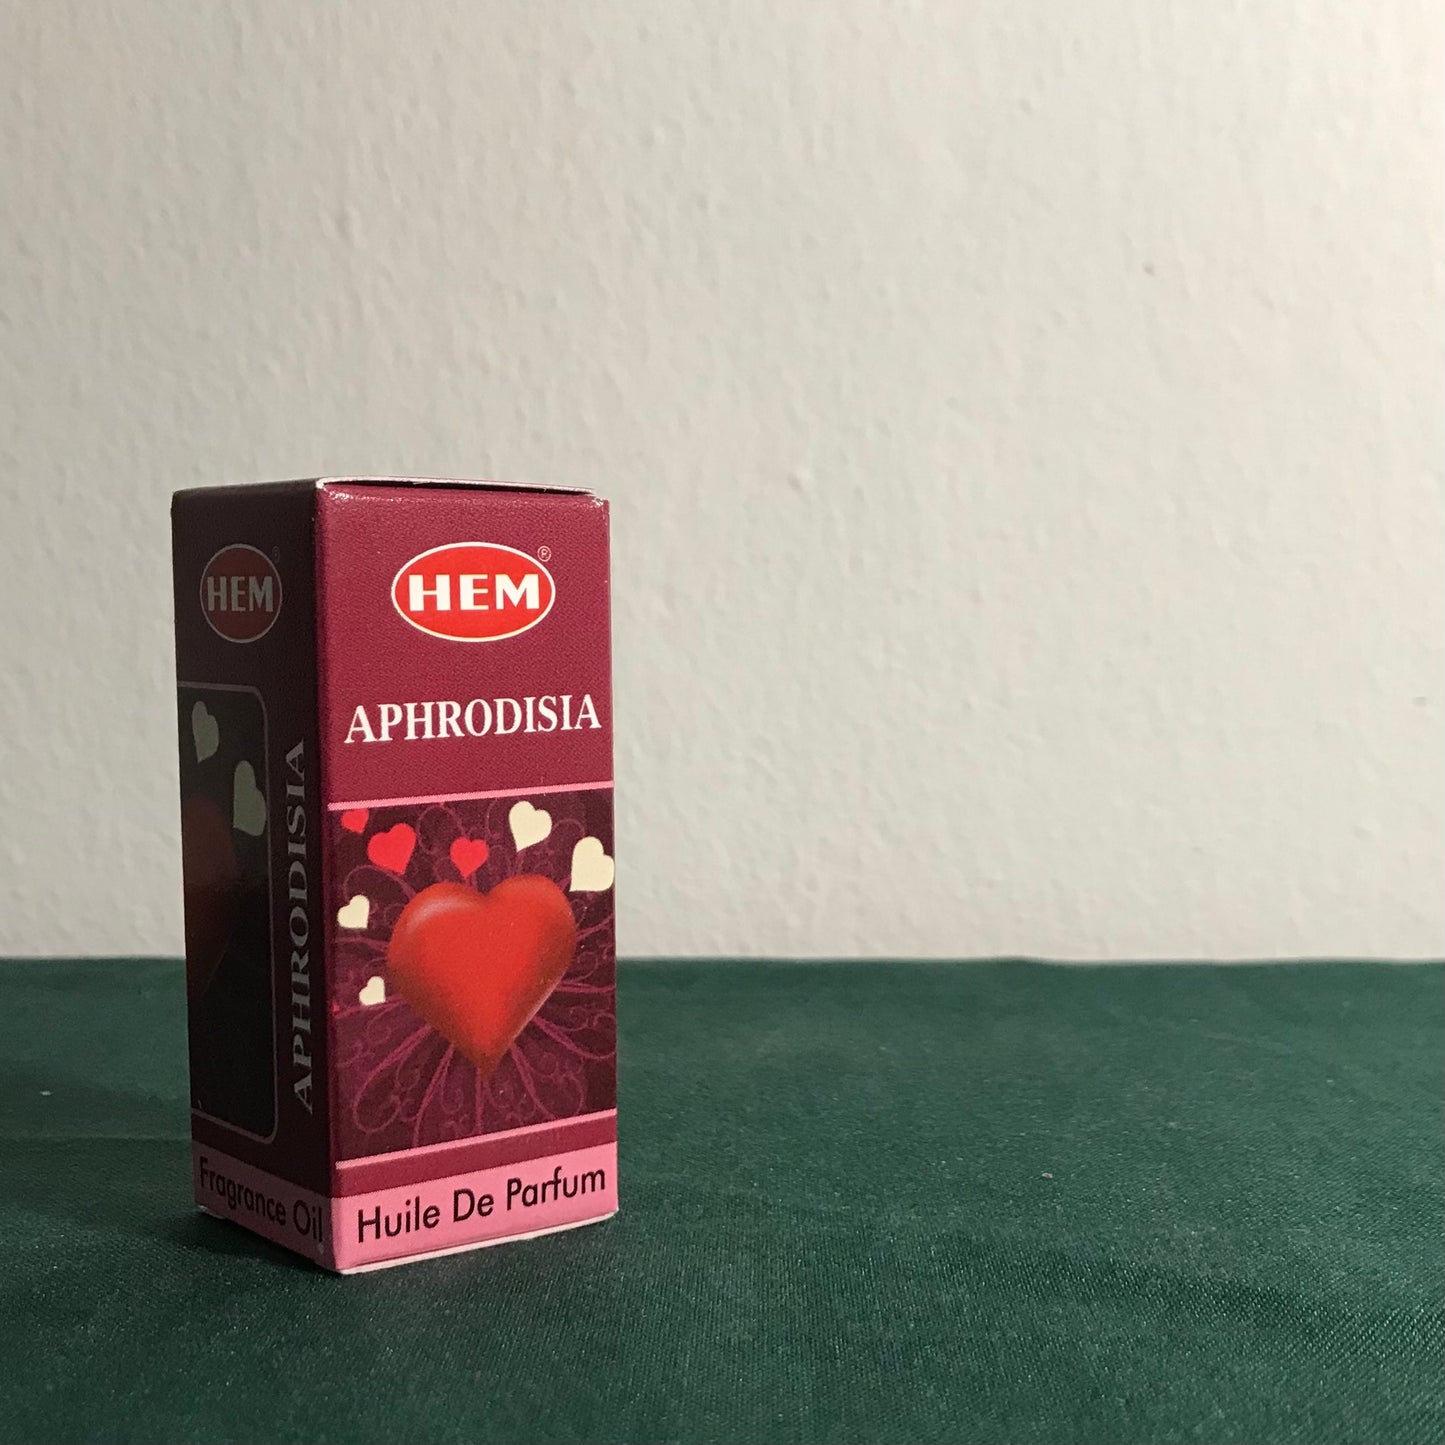 HEM
APHRODISIA
Fragrance Oil
HEM®
APHRODISIA
Huile De Parfum